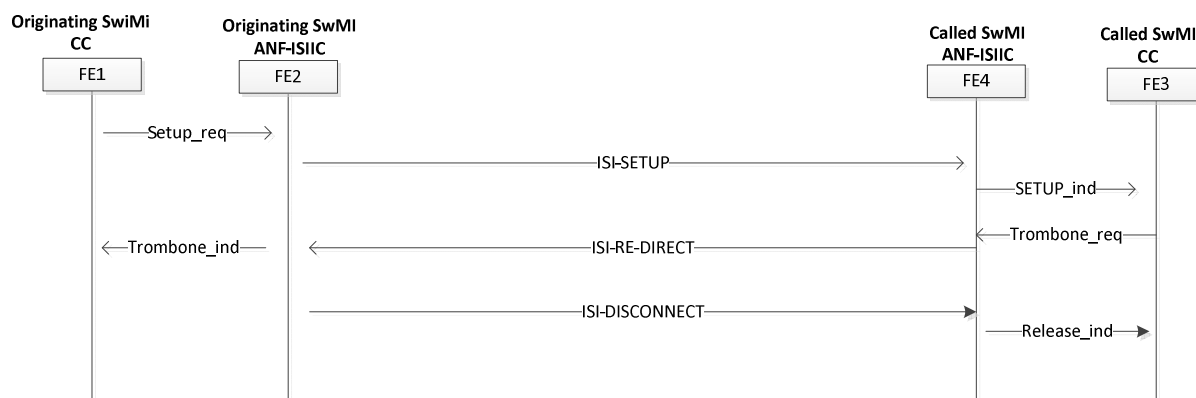 Originating SwiMi
CC
Originating SwMI
ANF-ISIIC
Called SwMI
ANF-ISIIC
Called SwMI
CC
FE1
FE2
FE4
FE3
Setup_req
ISI-SETUP
SETUP_ind
Trombone_req
Trombone_ind
ISI-RE-DIRECT
ISI-DISCONNECT
Release_ind